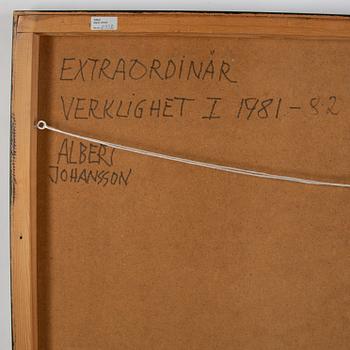 EXTRAORDINÄR
VERKLIGHET I 1981-82
ALBERT
JOHANSSON